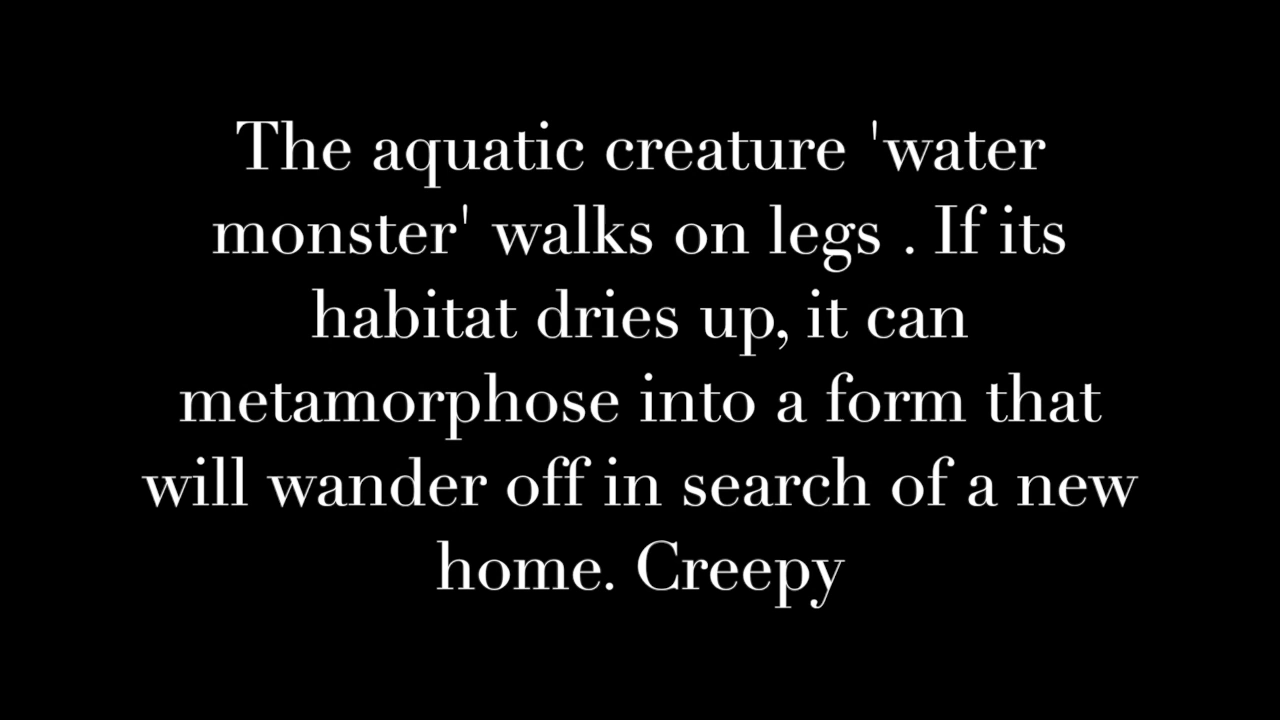 The aquatic creature 'water
monster' walks on legs . If its
habitat dries up, it can
metamorphose into a form that
will wander off in search of a new
home. Creepy